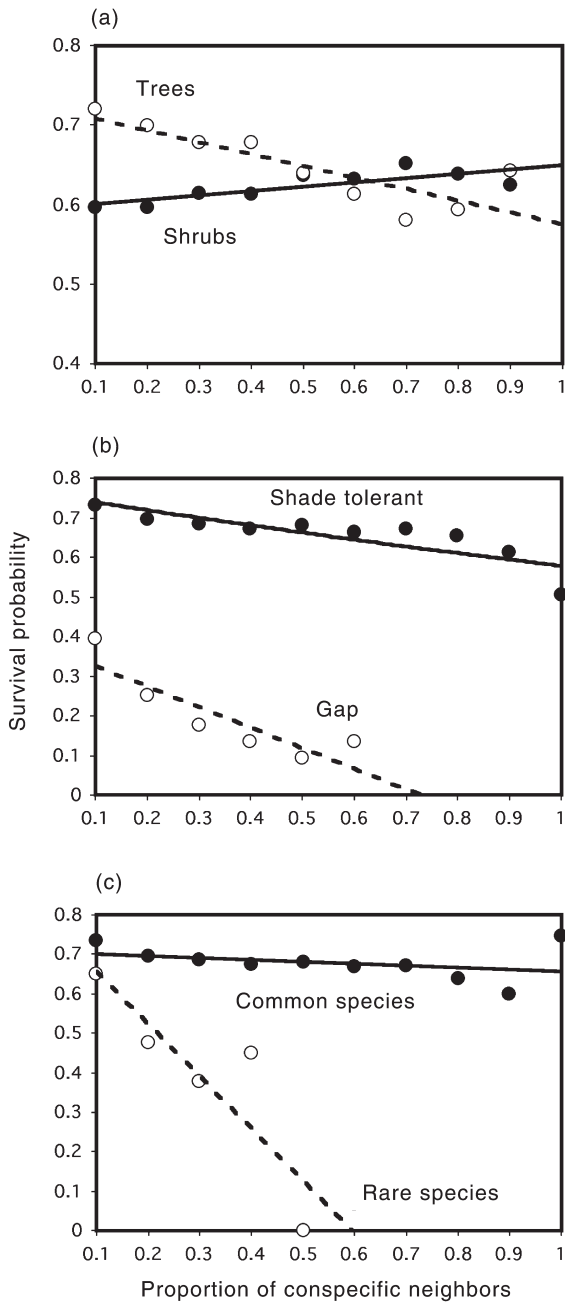 (a)
0.8
0.7
0.6
0.5
0.4
Trees
Shrubs
0.1 0.2 0.3 0.4 0.5 0.6 0.7 0.8 0.9 1
(b)
0.8
0.7
0.6
0.5
0.4
0.3
0.2
0.1
0
Shade tolerant
Gap
0.1 0.2 0.3 0.4 0.5 0.6 0.7 0.8 0.9 1
Survival probability
(c)
0.8
0.7
0.6
0.5
0.4
0.3
0.2
0.1
0
Common species
Rare species
0.1 0.2 0.3 0.4 0.5 0.6 0.7 0.8 0.9 1
Proportion of conspecific neighbors